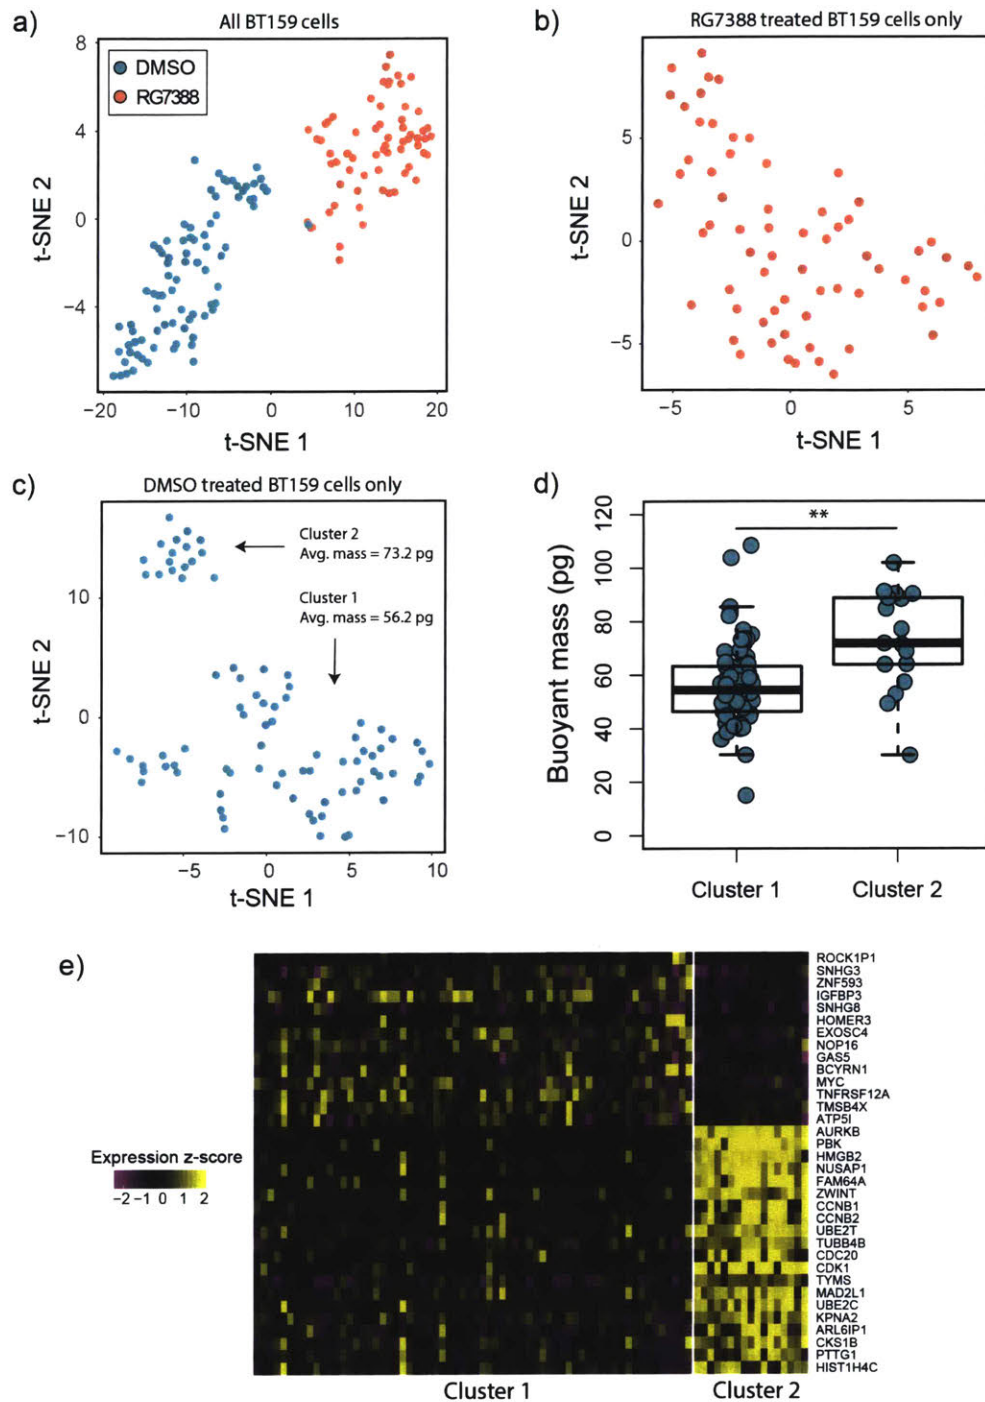 a)
All BT159 cells
8
4
0
−4
t-SNE 2
DMSO
RG7388
−20
−10
0
10
20
t-SNE 1
b)
RG7388 treated BT159 cells only
5
0
−5
t-SNE 2
−5
0
5
t-SNE 1
c)
DMSO treated BT159 cells only
10
0
−10
t-SNE 2
Cluster 2
Avg. mass = 73.2 pg
Cluster 1
Avg. mass = 56.2 pg
−5
0
5
10
t-SNE 1
d)
Buoyant mass (pg)
120
100
80
60
40
20
0
**
Cluster 1
Cluster 2
e)
Expression z-score
−2 −1 0 1 2
ROCK1P1
SNHG3
ZNF593
IGFBP3
SNHG8
HOMER3
EXOSC4
NOP16
GAS5
BCYRN1
MYC
TNFRSF12A
TMSB4X
ATP5I
AURKB
PBK
HMGB2
NUSAP1
FAM64A
ZWINT
CCNB1
CCNB2
UBE2T
TUBB4B
CDC20
CDK1
TYMS
MAD2L1
UBE2C
KPNA2
ARL6IP1
CKS1B
PTTG1
HIST1H4C
Cluster 1
Cluster 2